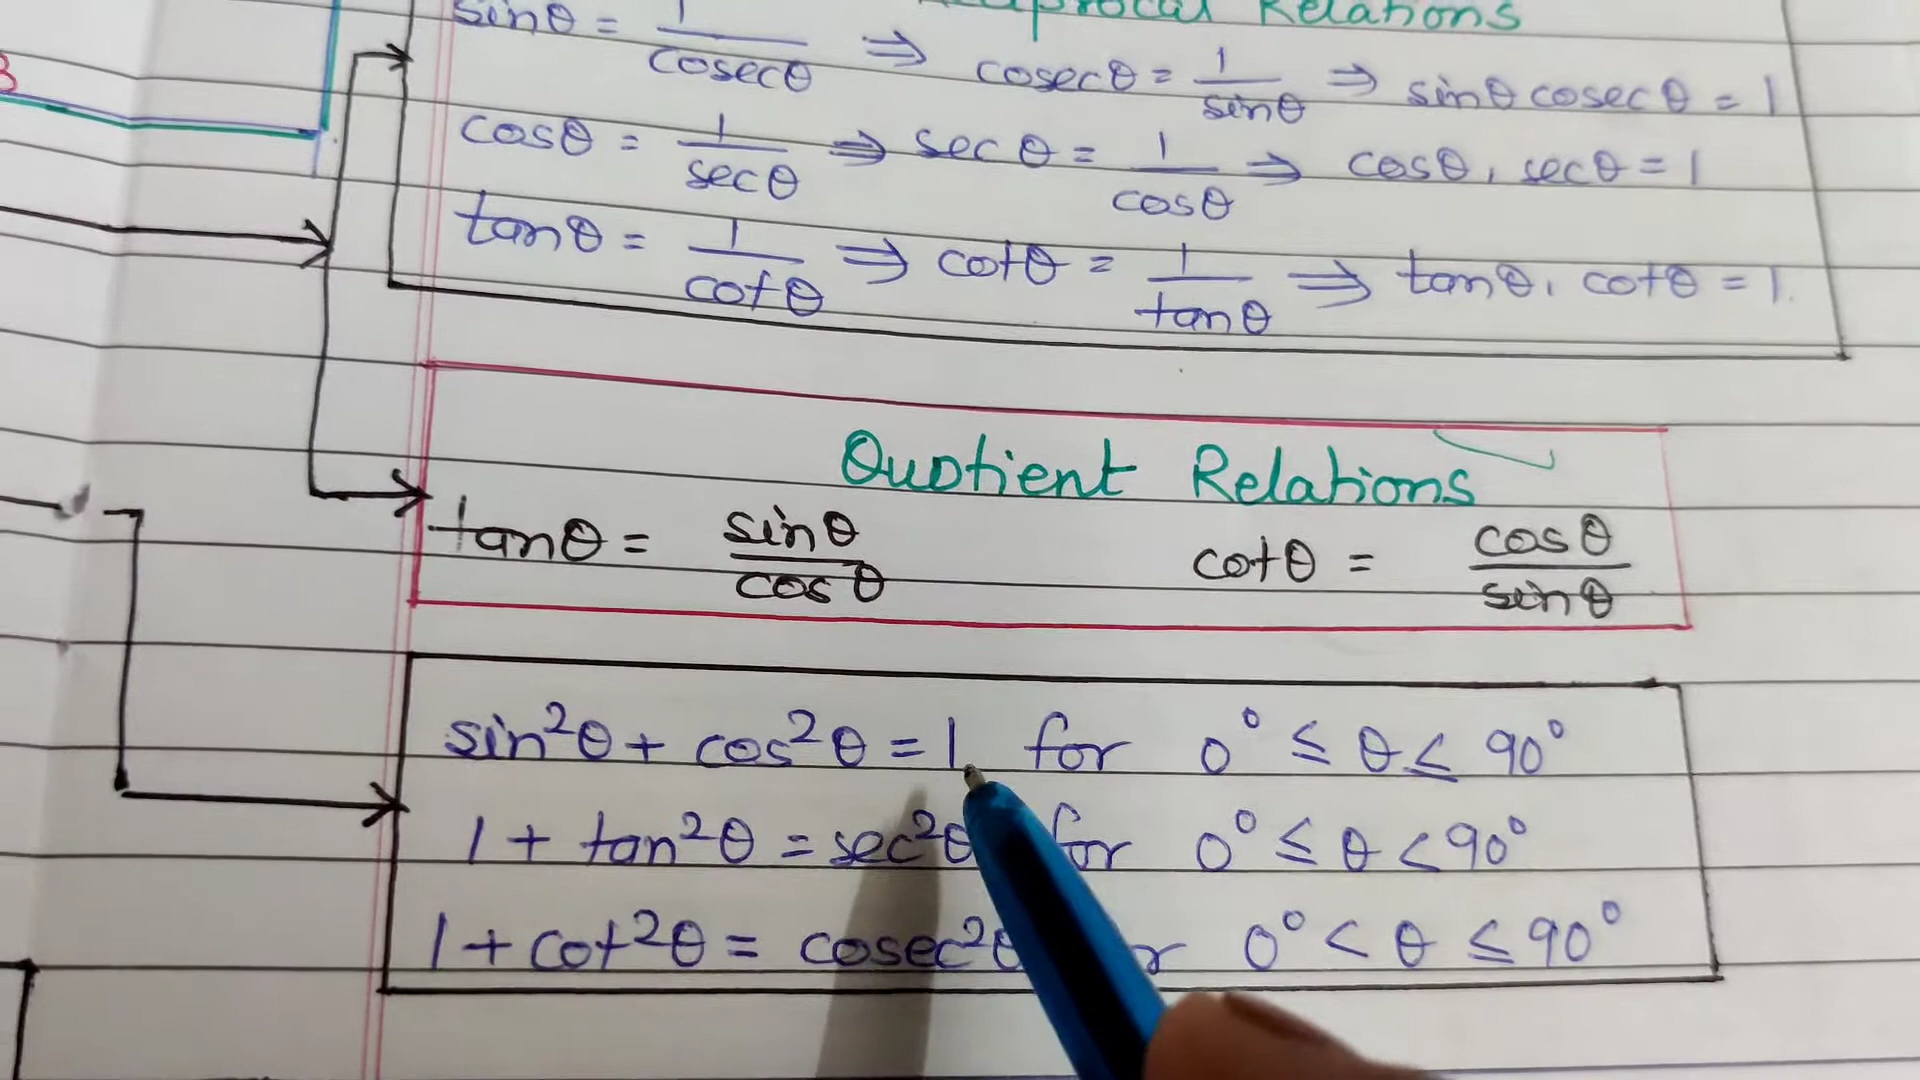 Reciprocal Relations
sinθ = 1/cosecθ ⇒ cosecθ = 1/sinθ ⇒ sinθ cosecθ = 1
cosθ = 1/secθ ⇒ secθ = 1/cosθ ⇒ cosθ. secθ = 1
tanθ = 1/cotθ ⇒ cotθ = 1/tanθ ⇒ tanθ. cotθ = 1.
Quotient Relations
tanθ = sinθ/cosθ cotθ = cosθ/sinθ
sin²θ + cos²θ = 1 for 0° ≤ θ ≤ 90°
1 + tan²θ = sec²θ for 0° ≤ θ < 90°
1 + cot²θ = cosec²θ for 0° < θ ≤ 90°